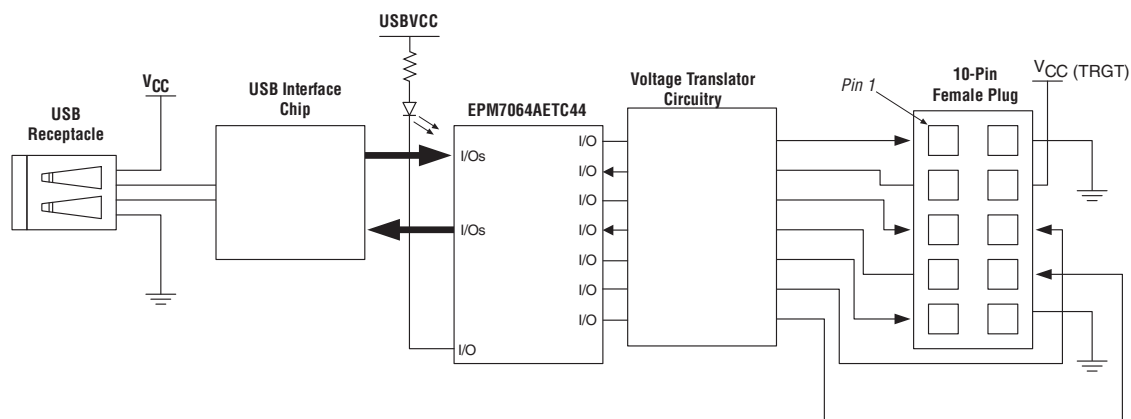 USBVCC
USB
Receptacle
VCC
USB Interface
Chip
EPM7064AETC44
Voltage Translator
Circuitry
Pin 1
10-Pin
Female Plug
VCC (TRGT)
I/Os
I/Os
I/O
I/O
I/O
I/O
I/O
I/O
I/O
I/O